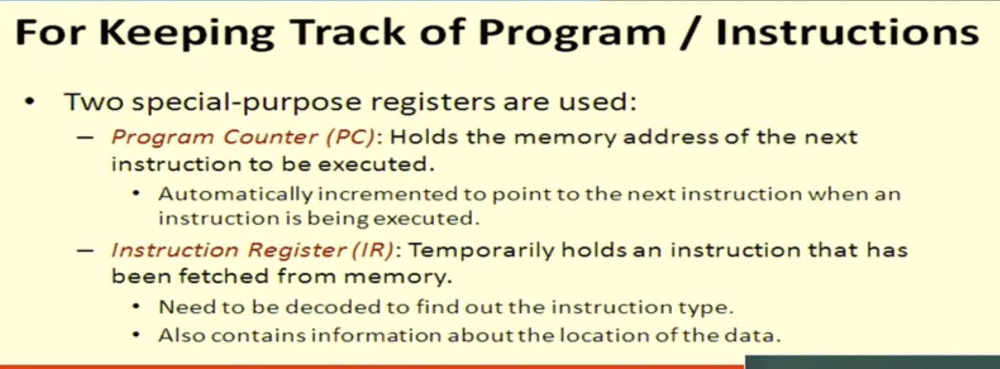 For Keeping Track of Program / Instructions
• Two special-purpose registers are used:
– Program Counter (PC): Holds the memory address of the next
instruction to be executed.
• Automatically incremented to point to the next instruction when an
instruction is being executed.
– Instruction Register (IR): Temporarily holds an instruction that has
been fetched from memory.
• Need to be decoded to find out the instruction type.
• Also contains information about the location of the data.